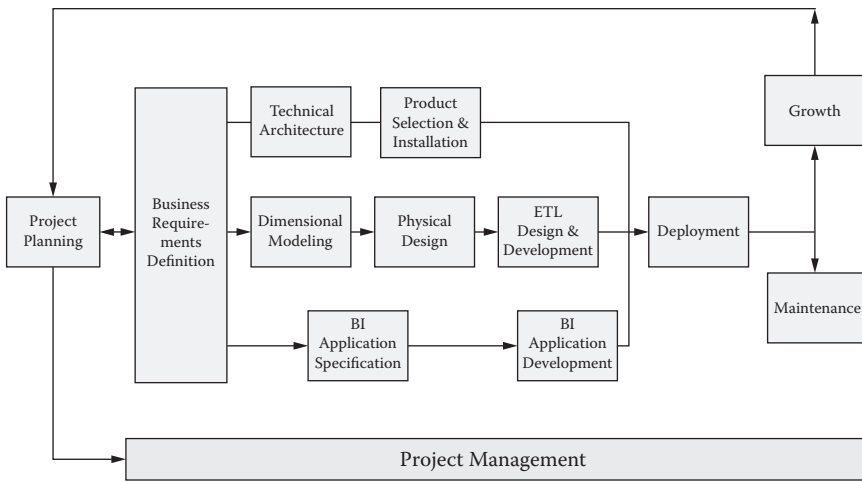 Growth
Technical
Architecture
Product
Selection &
Installation
Project
Planning
Business
Require-
ments
Definition
Dimensional
Modeling
Physical
Design
ETL
Design &
Development
Deployment
Maintenance
BI
Application
Specification
BI
Application
Development
Project Management